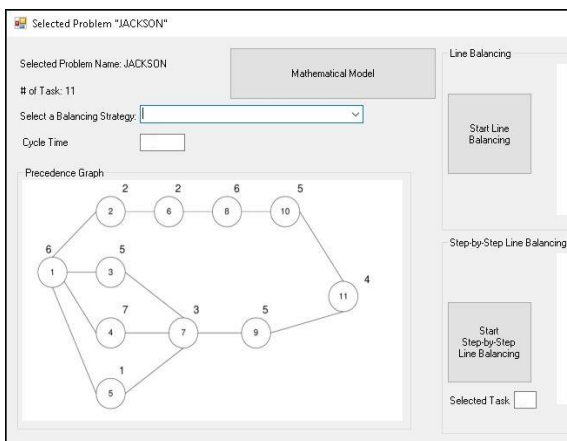 Selected Problem "JACKSON"
Selected Problem Name: JACKSON
# of Task: 11
Mathematical Model
Select a Balancing Strategy:
Cycle Time
Line Balancing
Start Line
Balancing
Precedence Graph
2 2 6 5
2 6 8 10
6 5 4
1 3 11
7 3 5
4 7 9
1
5
Step-by-Step Line Balancing
Start
Step-by-Step
Line Balancing
Selected Task